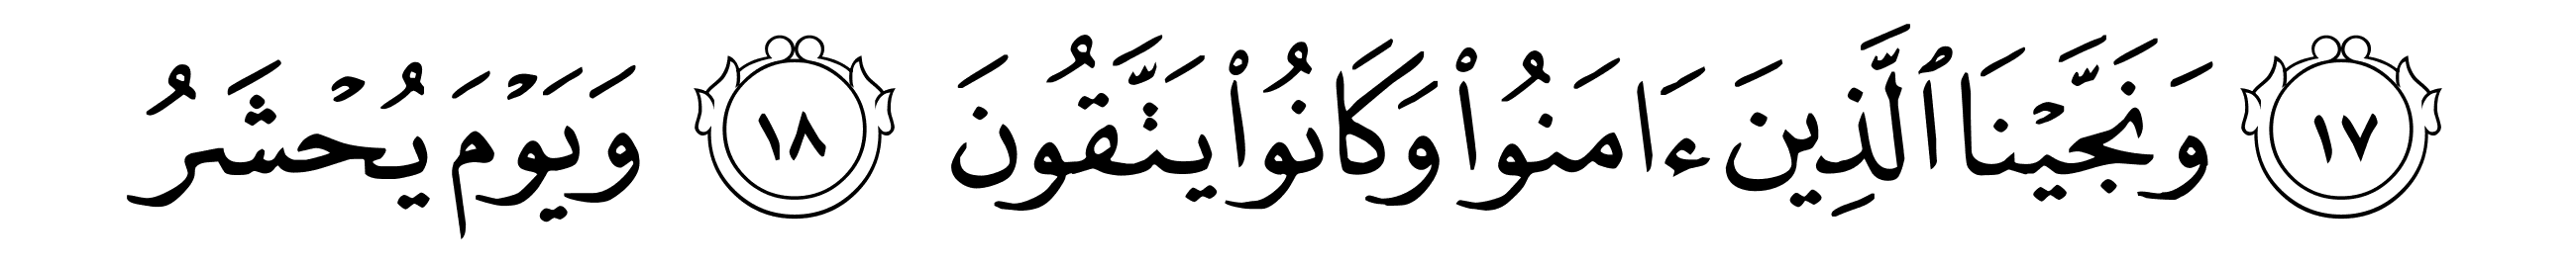 ١٧ وَنَجَّيْنَا ٱلَّذِينَ ءَامَنُوا۟ وَكَانُوا۟ يَتَّقُونَ ١٨ وَيَوْمَ يُحْشَرُ